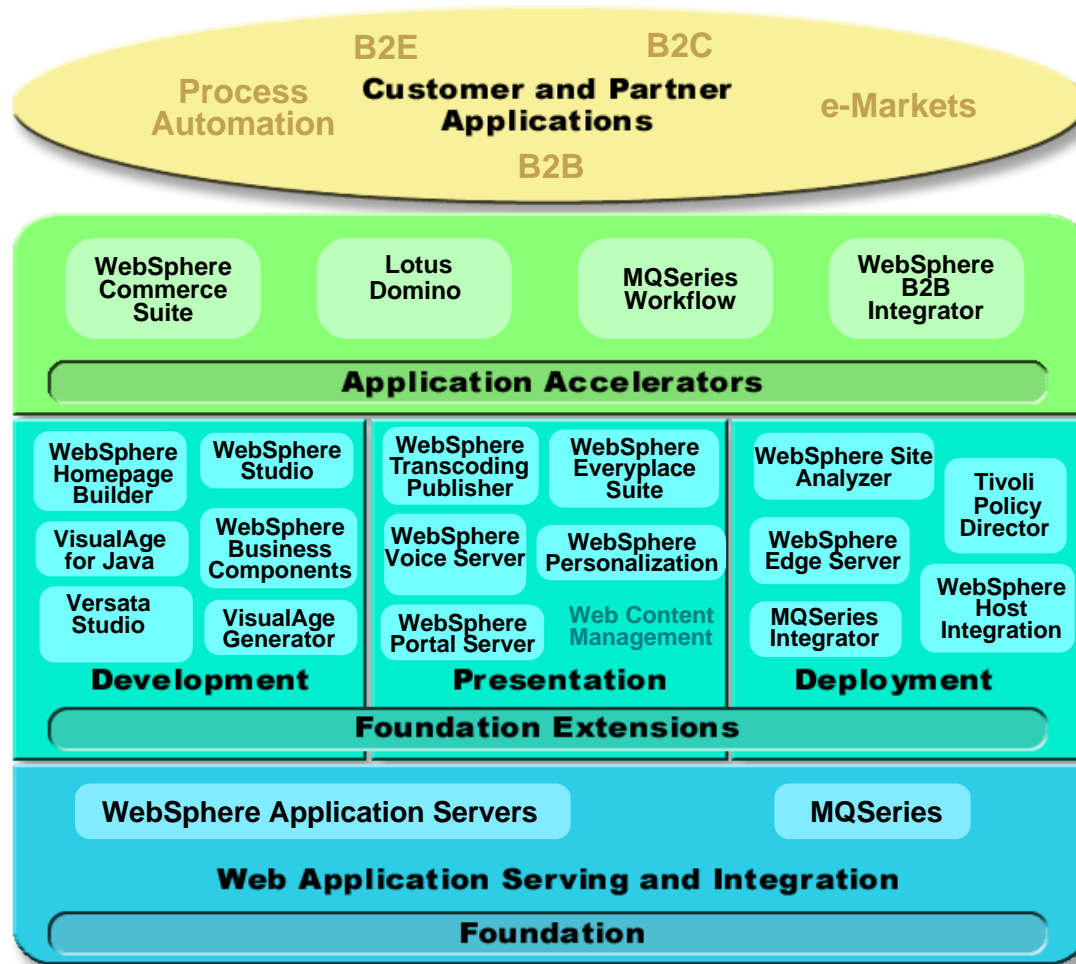 B2E
B2C
Process
Automation
Customer and Partner
Applications
e-Markets
B2B
WebSphere
Commerce
Suite
Lotus
Domino
MQSeries
Workflow
WebSphere
B2B
Integrator
Application Accelerators
WebSphere
Homepage
Builder
WebSphere
Studio
VisualAge
for Java
WebSphere
Business
Components
Versata
Studio
VisualAge
Generator
Development
WebSphere
Transcoding
Publisher
WebSphere
Everyplace
Suite
WebSphere
Voice Server
WebSphere
Personalization
WebSphere
Portal Server
Web Content
Management
Presentation
WebSphere Site
Analyzer
Tivoli
Policy
Director
WebSphere
Edge Server
WebSphere
Host
Integration
MQSeries
Integrator
Deployment
Foundation Extensions
WebSphere Application Servers
MQSeries
Web Application Serving and Integration
Foundation